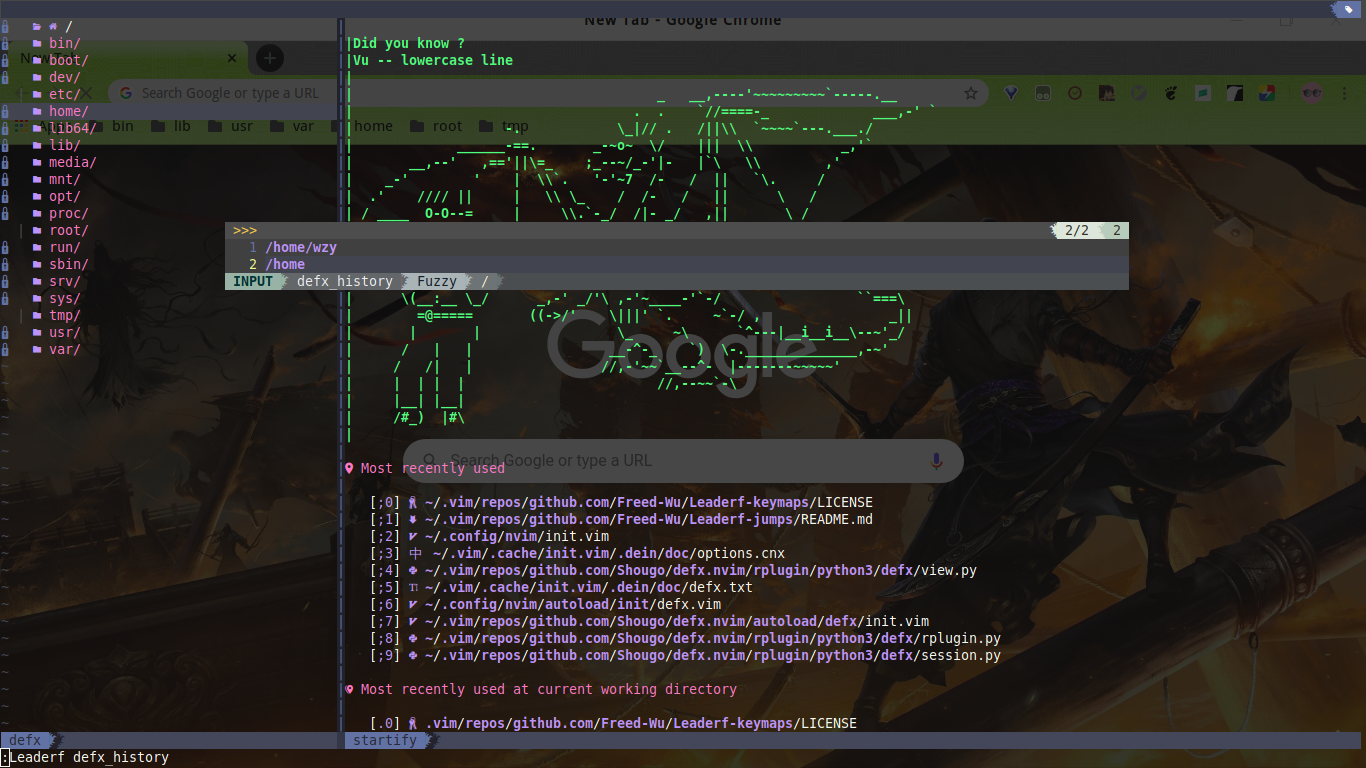 New Tab - Google Chrome
/
bin/
boot/
dev/
etc/
home/
lib64/
lib/
media/
mnt/
opt/
proc/
root/
run/
sbin/
srv/
sys/
tmp/
usr/
var/
Search Google or type a URL
bin lib usr var home root tmp
Did you know ?
Vu -- lowercase line
>>> 2/2 2
1 /home/wzy
2 /home
INPUT defx_history Fuzzy /
Google
Search Google or type a URL
Most recently used
[;0] ~/.vim/repos/github.com/Freed-Wu/Leaderf-keymaps/LICENSE
[;1] ~/.vim/repos/github.com/Freed-Wu/Leaderf-jumps/README.md
[;2] ~/.config/nvim/init.vim
[;3] 中 ~/.vim/.cache/init.vim/.dein/doc/options.cnx
[;4] ~/.vim/repos/github.com/Shougo/defx.nvim/rplugin/python3/defx/view.py
[;5] ~/.vim/.cache/init.vim/.dein/doc/defx.txt
[;6] ~/.config/nvim/autoload/init/defx.vim
[;7] ~/.vim/repos/github.com/Shougo/defx.nvim/autoload/defx/init.vim
[;8] ~/.vim/repos/github.com/Shougo/defx.nvim/rplugin/python3/defx/rplugin.py
[;9] ~/.vim/repos/github.com/Shougo/defx.nvim/rplugin/python3/defx/session.py
Most recently used at current working directory
[.0] .vim/repos/github.com/Freed-Wu/Leaderf-keymaps/LICENSE
defx startify
:Leaderf defx_history